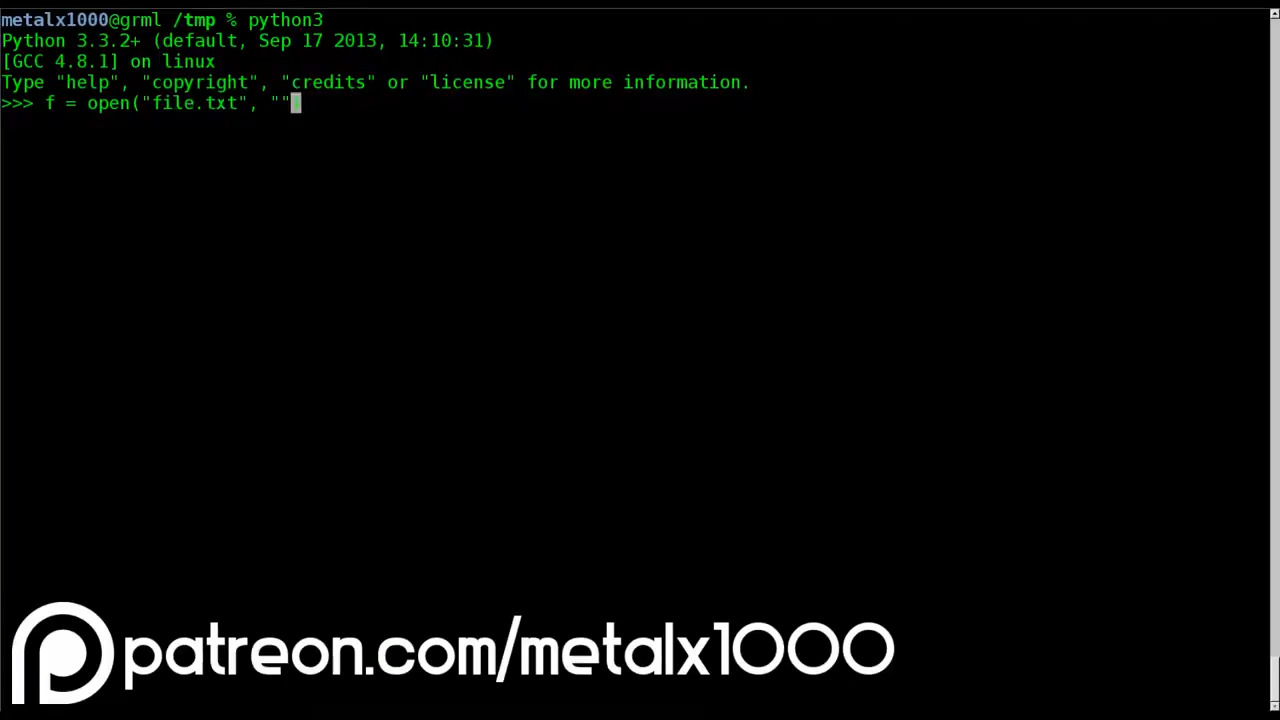 metalx1000@grml /tmp % python3
Python 3.3.2+ (default, Sep 17 2013, 14:10:31)
[GCC 4.8.1] on linux
Type "help", "copyright", "credits" or "license" for more information.
>>> f = open("file.txt", ""
patreon.com/metalx1000